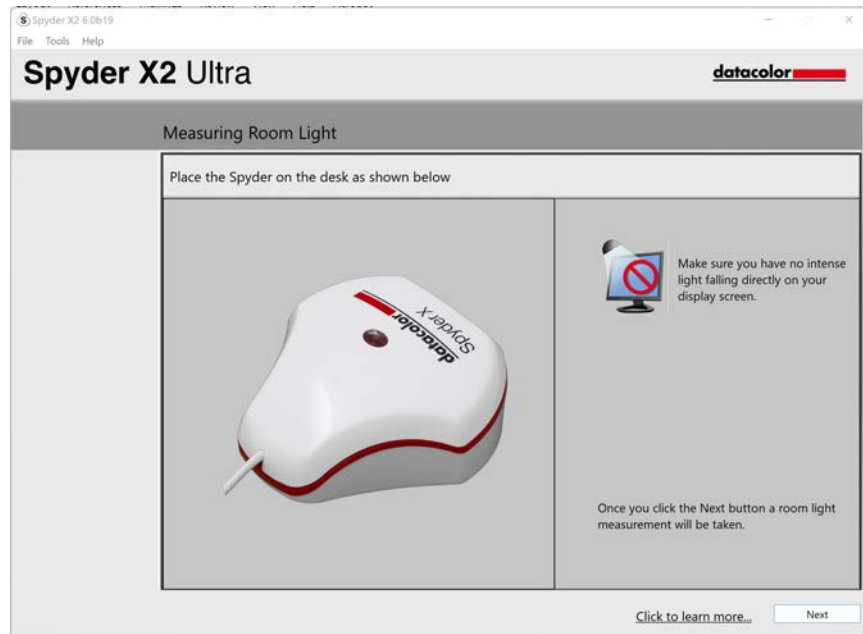 Spyder X2 6.0b19
File Tools Help
Spyder X2 Ultra
datacolor
Measuring Room Light
Place the Spyder on the desk as shown below
Make sure you have no intense
light falling directly on your
display screen.
datacolor
Spyder X
Once you click the Next button a room light
measurement will be taken.
Click to learn more...
Next